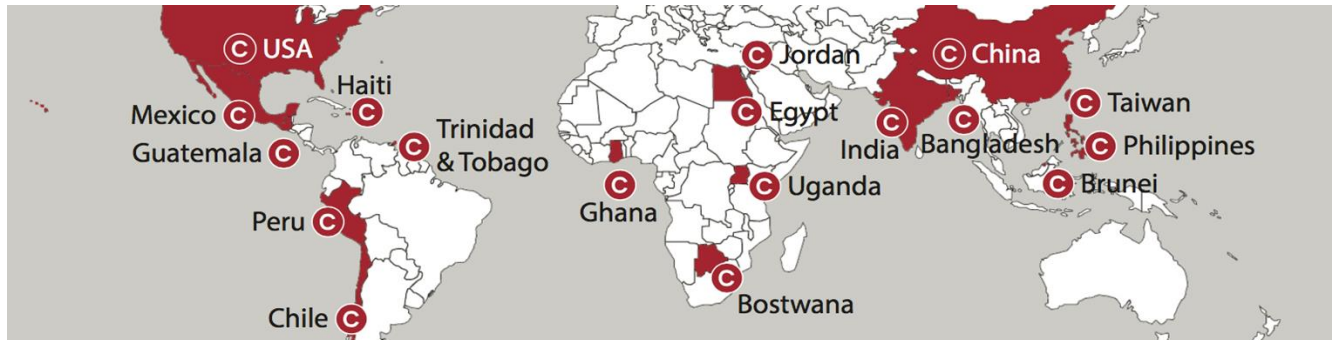 © USA
Haiti
©
Mexico ©
Guatemala ©
Trinidad
© & Tobago
Peru ©
Chile ©
© Jordan
© Egypt
Ghana
©
© Uganda
©
Bostwana
© China
India ©
©
Bangladesh
© Taiwan
© Philippines
© Brunei